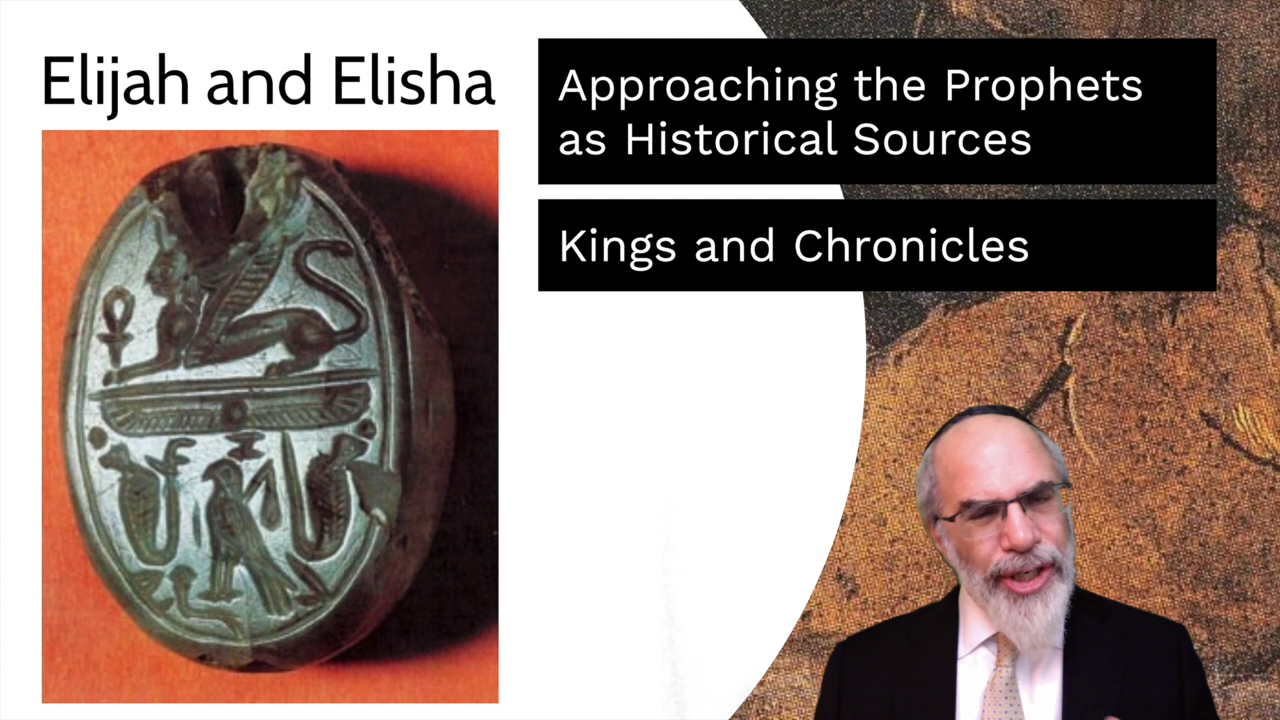 Elijah and Elisha
Approaching the Prophets
as Historical Sources
Kings and Chronicles